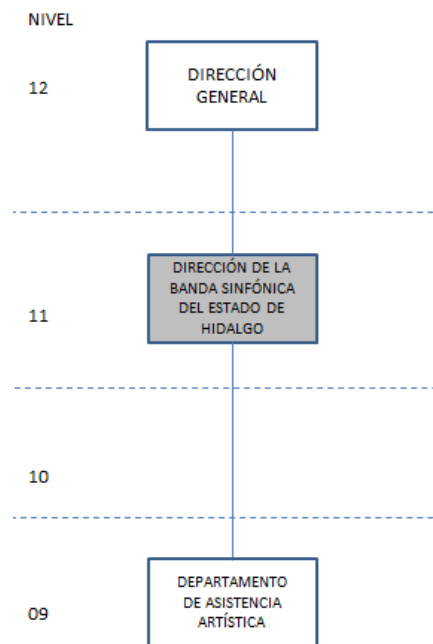 NIVEL
12
DIRECCIÓN
GENERAL
11
DIRECCIÓN DE LA
BANDA SINFÓNICA
DEL ESTADO DE
HIDALGO
10
09
DEPARTAMENTO
DE ASISTENCIA
ARTÍSTICA